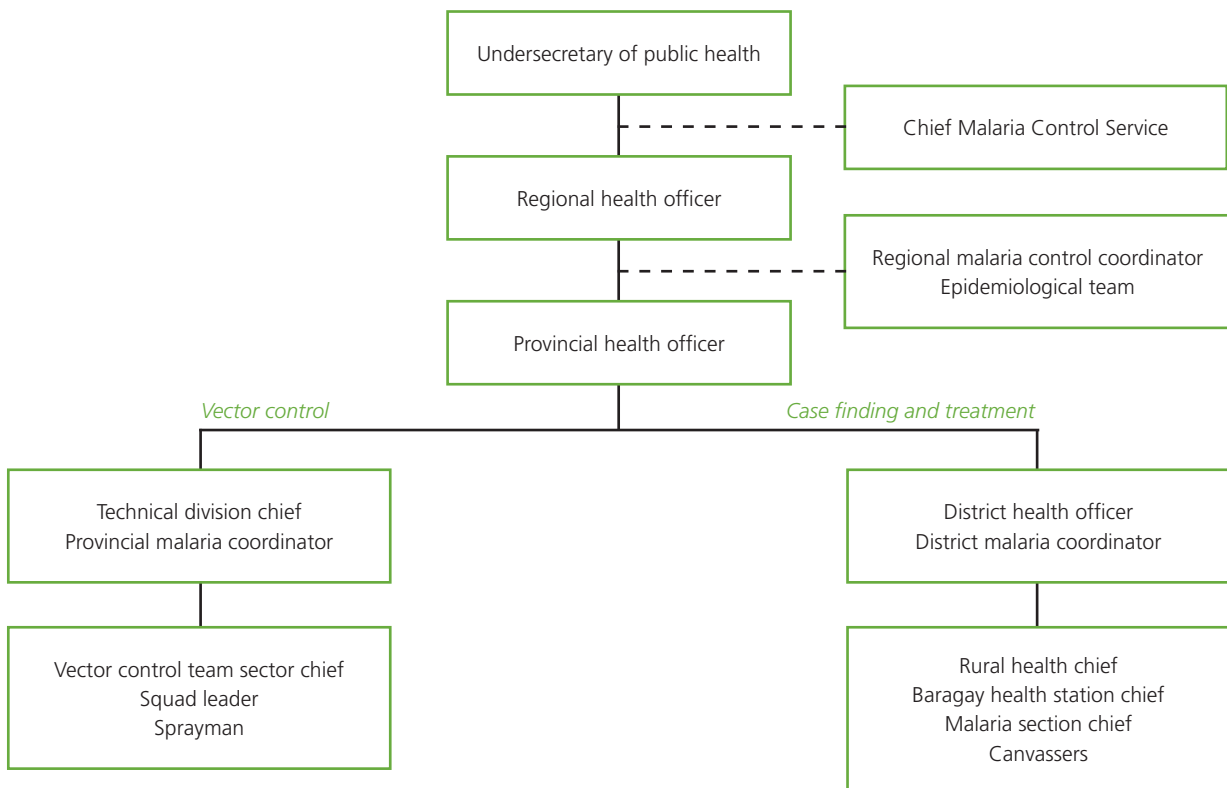 Undersecretary of public health
Chief Malaria Control Service
Regional health officer
Regional malaria control coordinator
Epidemiological team
Provincial health officer
Vector control
Case finding and treatment
Technical division chief
Provincial malaria coordinator
District health officer
District malaria coordinator
Vector control team sector chief
Squad leader
Sprayman
Rural health chief
Baragay health station chief
Malaria section chief
Canvassers